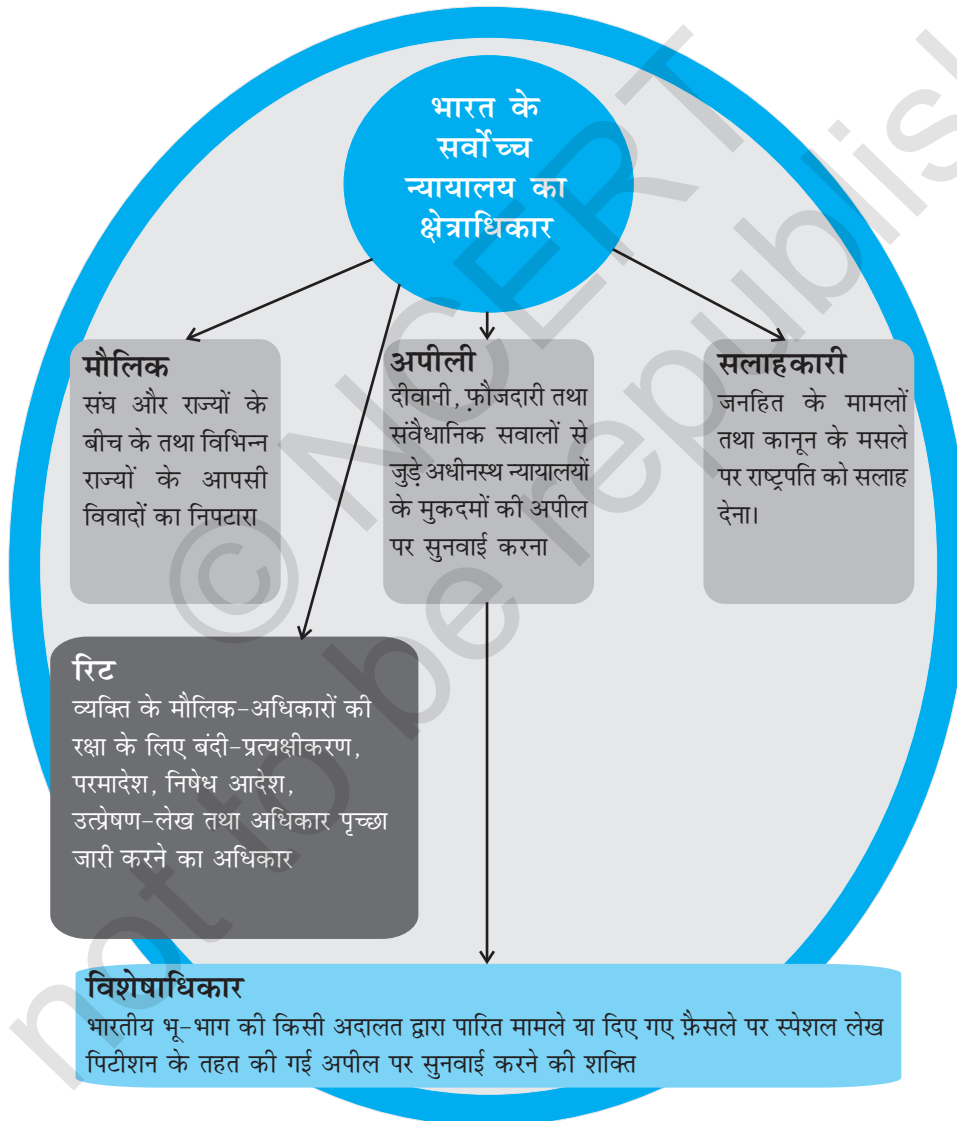 भारत के
सर्वोच्च
न्यायालय का
क्षेत्राधिकार
मौलिक
संघ और राज्यों के
बीच के तथा विभिन्न
राज्यों के आपसी
विवादों का निपटारा
अपीली
दीवानी, फ़ौजदारी तथा
संवैधानिक सवालों से
जुड़े अधीनस्थ न्यायालयों
के मुकदमों की अपील
पर सुनवाई करना
सलाहकारी
जनहित के मामलों
तथा कानून के मसले
पर राष्ट्रपति को सलाह
देना।
रिट
व्यक्ति के मौलिक-अधिकारों की
रक्षा के लिए बंदी-प्रत्यक्षीकरण,
परमादेश, निषेध आदेश,
उत्प्रेषण-लेख तथा अधिकार पृच्छा
जारी करने का अधिकार
विशेषाधिकार
भारतीय भू-भाग की किसी अदालत द्वारा पारित मामले या दिए गए फ़ैसले पर स्पेशल लेख
पिटीशन के तहत की गई अपील पर सुनवाई करने की शक्ति
© NCERT
not to be republish